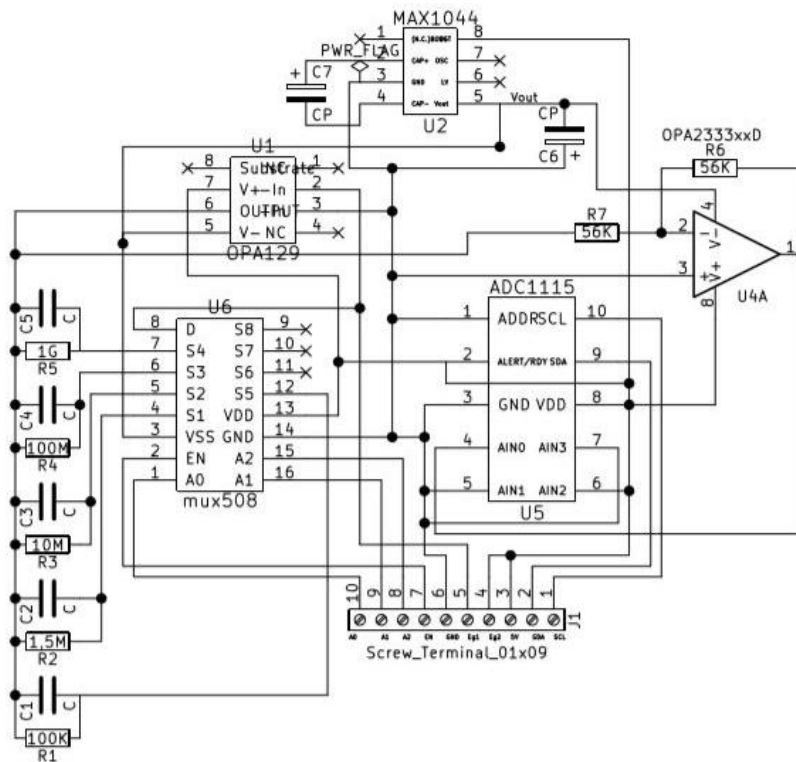 MAX1044
1 (N.C.) BOOST 8
PWR_FLAG
2 CAP+ OSC 7
3 GND LV 6
4 CAP- Vout 5
+ C7
CP
U2
Vout
CP
C6 +
U1
8 Substrate NC 1
7 V+ -In 2
6 OUTPUT +In 3
5 V- NC 4
OPA129
OPA2333xxD
R6
56K
R7
56K
2 - V- 4
3 + V+ 8
1
U4A
U6
8 D S8 9
7 S4 S7 10
6 S3 S6 11
5 S2 S5 12
4 S1 VDD 13
3 VSS GND 14
2 EN A2 15
1 A0 A1 16
mux508
ADC1115
1 ADDR SCL 10
2 ALERT/RDY SDA 9
3 GND VDD 8
4 AIN0 AIN3 7
5 AIN1 AIN2 6
U5
C5 C
1G
R5
C4 C
100M
R4
C3 C
10M
R3
C2 C
1,5M
R2
C1 C
100K
R1
10 9 8 7 6 5 4 3 2 1
J1
A0 A1 A2 EN GND Eg1 Eg2 5V SDA SCL
Screw_Terminal_01x09